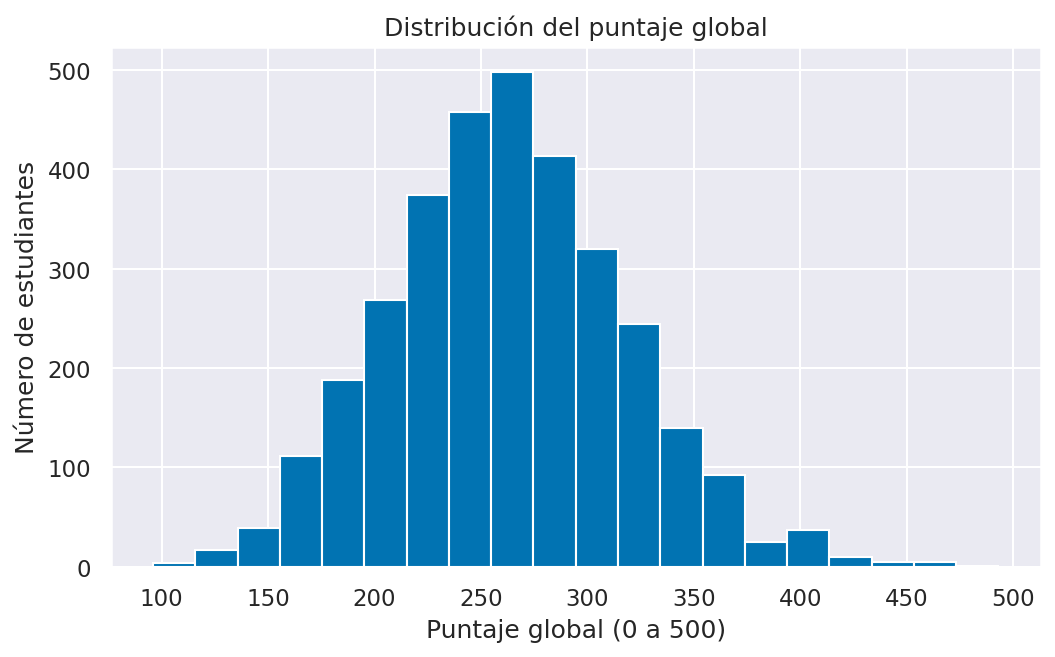 Distribución del puntaje global
500
400
300
200
100
0
Número de estudiantes
100 150 200 250 300 350 400 450 500
Puntaje global (0 a 500)